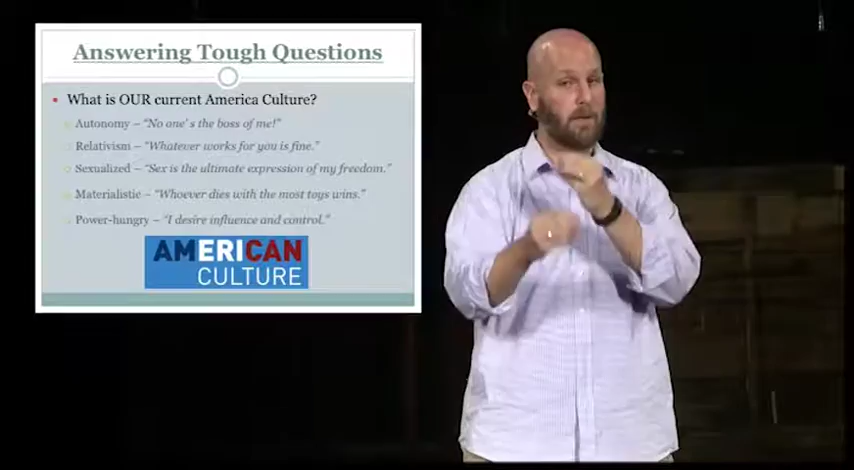 Answering Tough Questions
What is OUR current America Culture?
Autonomy – “No one’s the boss of me!”
Relativism – “Whatever works for you is fine.”
Sexualized – “Sex is the ultimate expression of my freedom.”
Materialistic – “Whoever dies with the most toys wins.”
Power-hungry – “I desire influence and control.”
AMERICAN
CULTURE